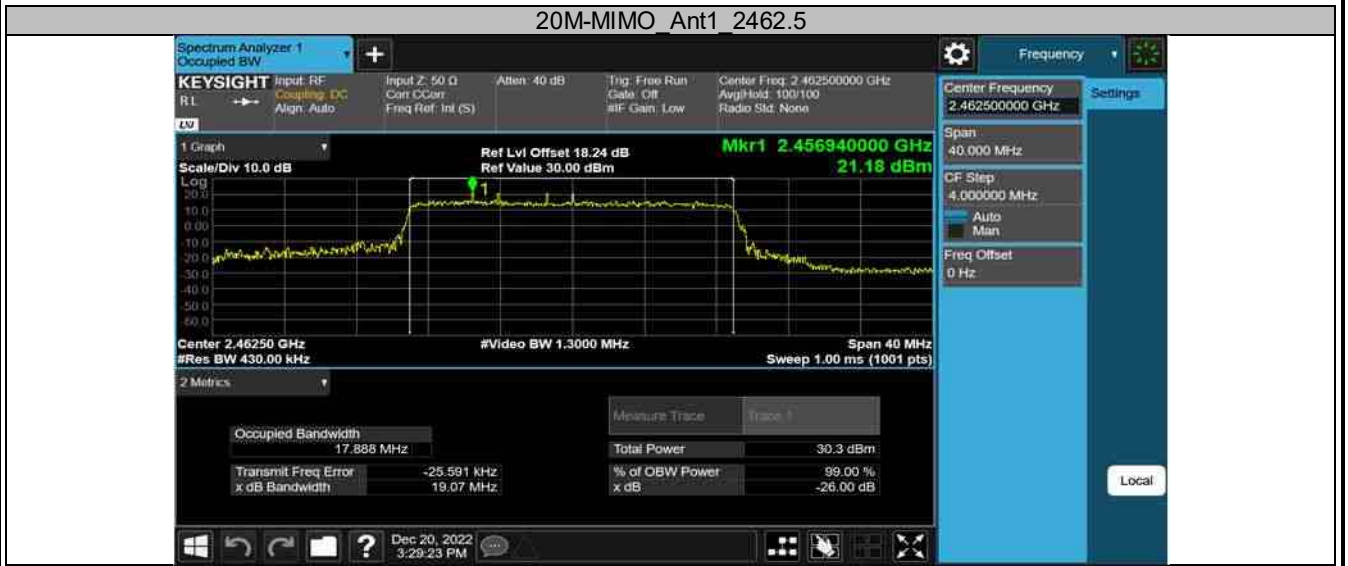 20M-MIMO_Ant1_2462.5
Spectrum Analyzer 1
Occupied BW
Frequency
KEYSIGHT
RL
LXI
Input: RF
Coupling: DC
Align: Auto
Input Z: 50 Ω
Corr CCorr
Freq Ref: Int (S)
Atten: 40 dB
Trig: Free Run
Gate: Off
#IF Gain: Low
Center Freq: 2.462500000 GHz
Avg|Hold: 100/100
Radio Std: None
1 Graph
Scale/Div 10.0 dB
Ref Lvl Offset 18.24 dB
Ref Value 30.00 dBm
Mkr1 2.456940000 GHz
21.18 dBm
Log
20.0
10.0
0.00
-10.0
-20.0
-30.0
-40.0
-50.0
-60.0
1
Center 2.46250 GHz
#Res BW 430.00 kHz
#Video BW 1.3000 MHz
Span 40 MHz
Sweep 1.00 ms (1001 pts)
2 Metrics
Measure Trace Trace 1
Occupied Bandwidth
17.888 MHz
Total Power 30.3 dBm
Transmit Freq Error -25.591 kHz
% of OBW Power 99.00 %
x dB Bandwidth 19.07 MHz
x dB -26.00 dB
Center Frequency
2.462500000 GHz
Settings
Span
40.000 MHz
CF Step
4.000000 MHz
Auto
Man
Freq Offset
0 Hz
Local
?
Dec 20, 2022
3:29:23 PM